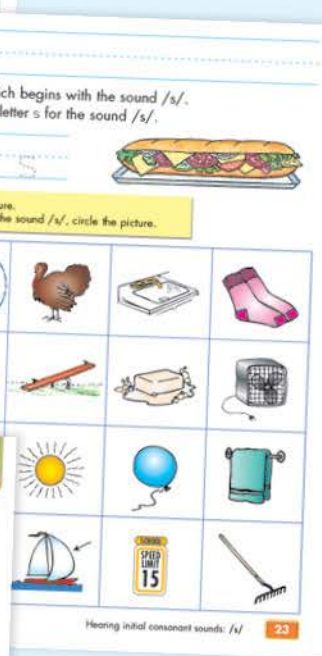 ch begins with the sound /s/.
letter s for the sound /s/.
s
ure.
he sound /s/, circle the picture.
SCHOOL
SPEED
LIMIT
15
Hearing initial consonant sounds: /s/ 23